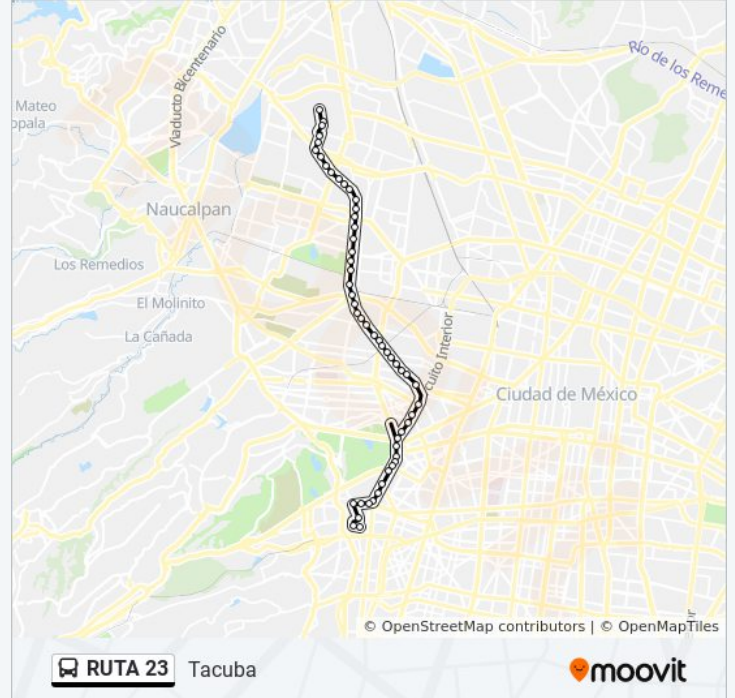 Río de los Reme
Viaducto Bicentenario
Mateo
opala
Naucalpan
Los Remedios
El Molinito
La Cañada
cuito Interior
Ciudad de México
© OpenStreetMap contributors | © OpenMapTiles
RUTA 23 Tacuba
moovit